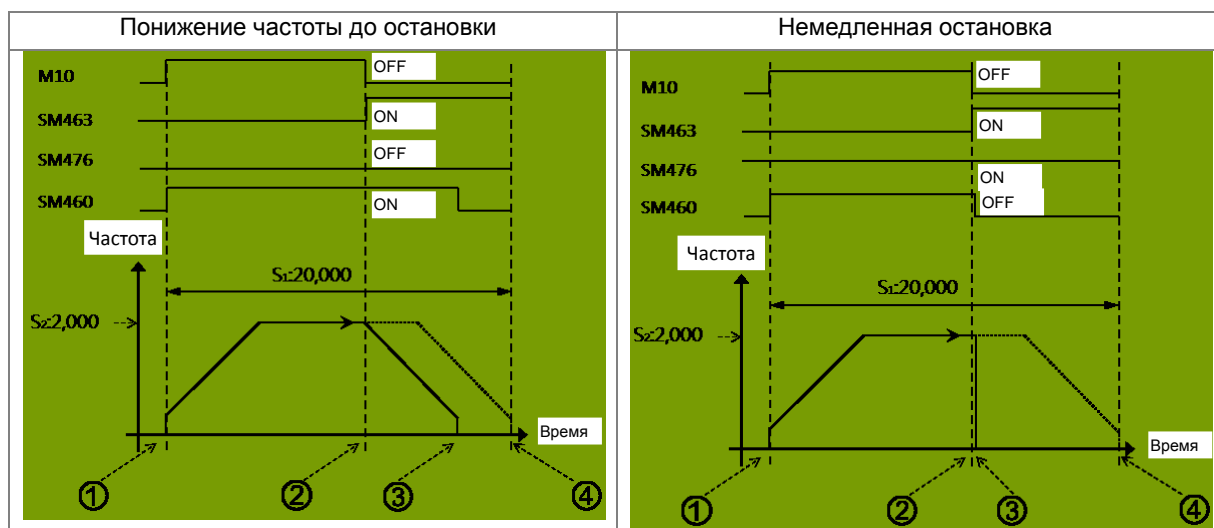 Понижение частоты до остановки
M10
OFF
SM463
ON
SM476
OFF
SM460
ON
Частота
S₁:20,000
S₂:2,000
Время
① ② ③ ④
Немедленная остановка
M10
OFF
SM463
ON
SM476
ON
SM460
OFF
Частота
S₁:20,000
S₂:2,000
Время
① ② ③ ④